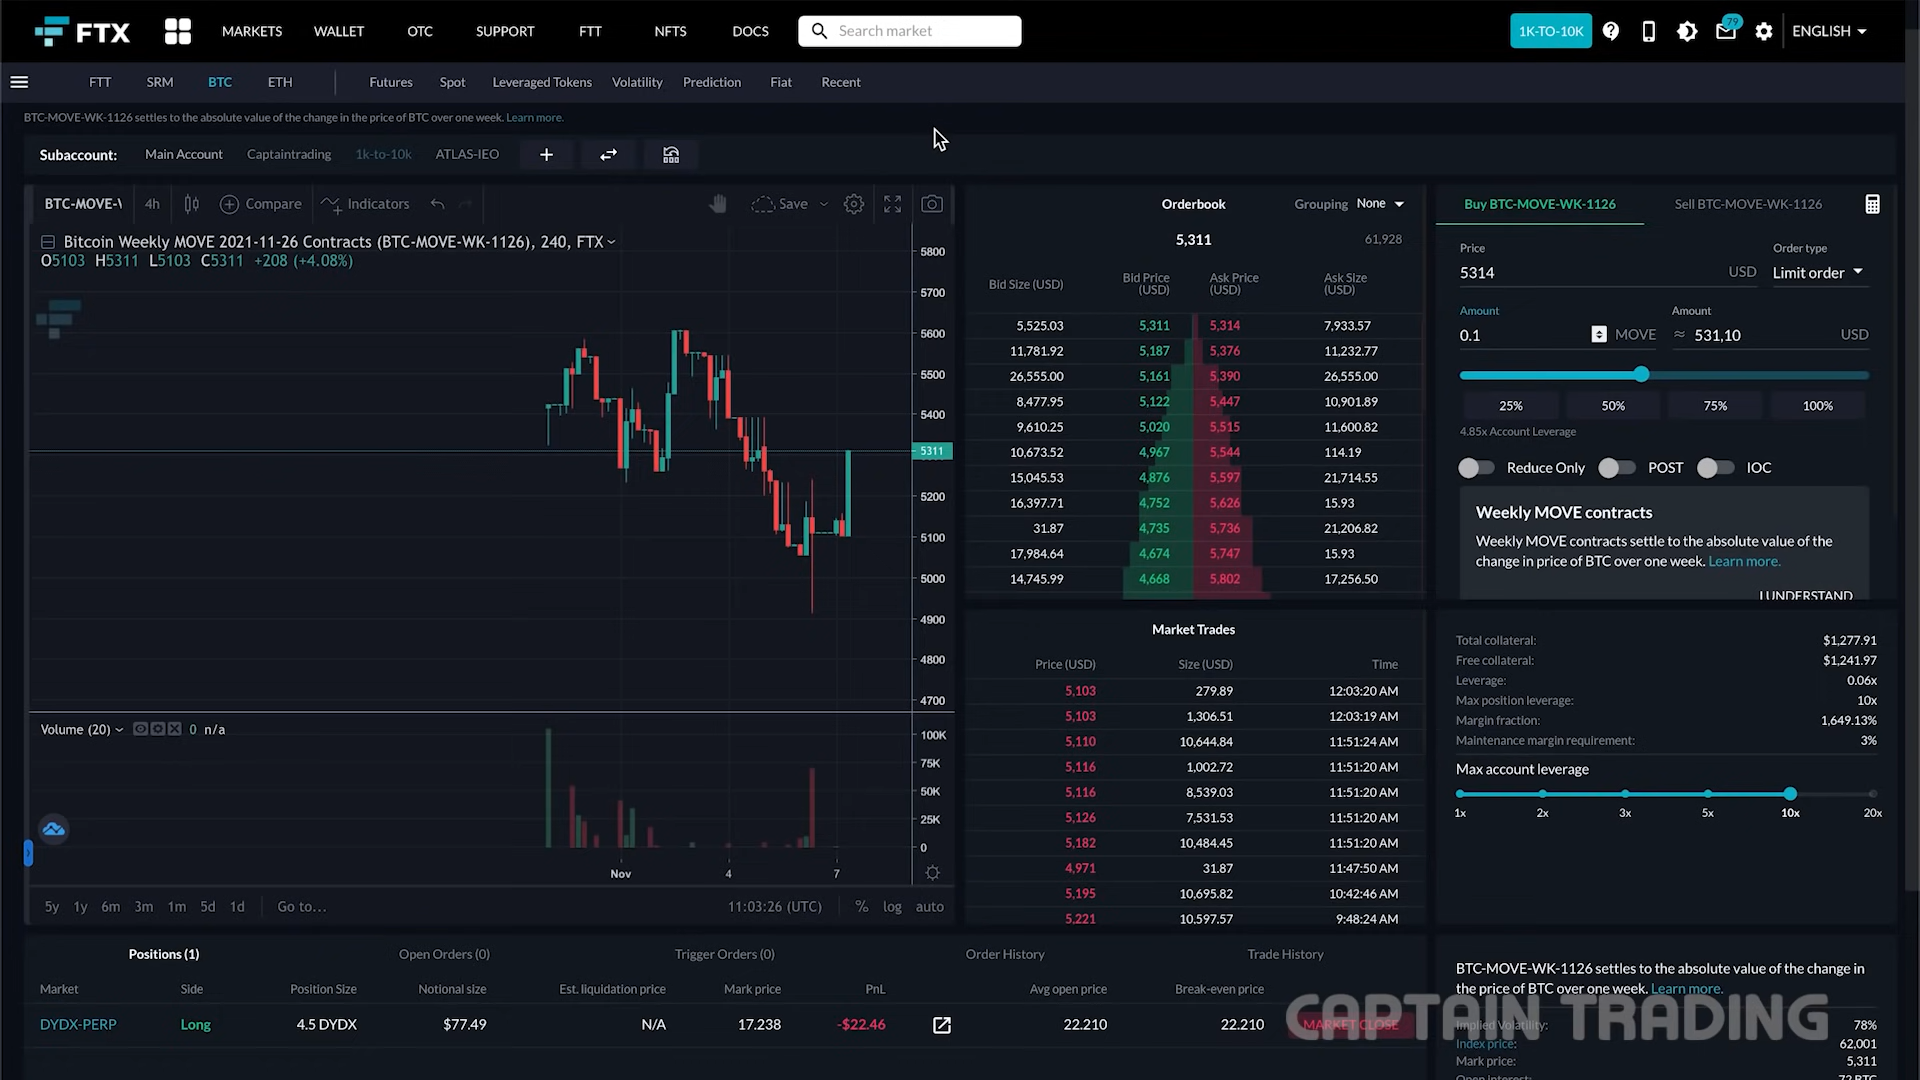 FTX MARKETS WALLET OTC SUPPORT FTT NFTS DOCS Search market 1K-TO-10K 79 ENGLISH
FTT SRM BTC ETH Futures Spot Leveraged Tokens Volatility Prediction Fiat Recent
BTC-MOVE-WK-1126 settles to the absolute value of the change in the price of BTC over one week. Learn more.
Subaccount: Main Account Captaintrading 1k-to-10k ATLAS-IEO
BTC-MOVE-\ 4h Compare Indicators Save
Bitcoin Weekly MOVE 2021-11-26 Contracts (BTC-MOVE-WK-1126), 240, FTX
O5103 H5311 L5103 C5311 +208 (+4.08%)
5800
5700
5600
5500
5400
5311
5200
5100
5000
4900
4800
4700
Volume (20) 0 n/a
100K
75K
50K
25K
0
Nov 4 7
5y 1y 6m 3m 1m 5d 1d Go to... 11:03:26 (UTC) % log auto
Orderbook Grouping None
5,311 61,928
Bid Size (USD) Bid Price (USD) Ask Price (USD) Ask Size (USD)
5,525.03 5,311 5,314 7,933.57
11,781.92 5,187 5,376 11,232.77
26,555.00 5,161 5,390 26,555.00
8,477.95 5,122 5,447 10,901.89
9,610.25 5,020 5,515 11,600.82
10,673.52 4,967 5,544 114.19
15,045.53 4,876 5,597 21,714.55
16,397.71 4,752 5,626 15.93
31.87 4,735 5,736 21,206.82
17,984.64 4,674 5,747 15.93
14,745.99 4,668 5,802 17,256.50
Market Trades
Price (USD) Size (USD) Time
5,103 279.89 12:03:20 AM
5,103 1,306.51 12:03:19 AM
5,110 10,644.84 11:51:24 AM
5,116 1,002.72 11:51:20 AM
5,116 8,539.03 11:51:20 AM
5,126 7,531.53 11:51:20 AM
5,182 10,484.45 11:51:20 AM
4,971 31.87 11:47:50 AM
5,195 10,695.82 10:42:46 AM
5,221 10,597.57 9:48:24 AM
Buy BTC-MOVE-WK-1126 Sell BTC-MOVE-WK-1126
Price Order type
5314 USD Limit order
Amount Amount
0.1 MOVE ≈ 531,10 USD
25% 50% 75% 100%
4.85x Account Leverage
Reduce Only POST IOC
Weekly MOVE contracts
Weekly MOVE contracts settle to the absolute value of the
change in price of BTC over one week. Learn more.
I UNDERSTAND
Total collateral: $1,277.91
Free collateral: $1,241.97
Leverage: 0.06x
Max position leverage: 10x
Margin fraction: 1,649.13%
Maintenance margin requirement: 3%
Max account leverage
1x 2x 3x 5x 10x 20x
Positions (1) Open Orders (0) Trigger Orders (0) Order History Trade History
Market Side Position Size Notional size Est. liquidation price Mark price PnL Avg open price Break-even price
DYDX-PERP Long 4.5 DYDX $77.49 N/A 17.238 -$22.46 22.210 22.210 MARKET CLOSE
BTC-MOVE-WK-1126 settles to the absolute value of the change in
the price of BTC over one week. Learn more.
CAPTAIN TRADING
Implied Volatility: 78%
Index price: 62,001
Mark price: 5,311
Open interest: 72 BTC